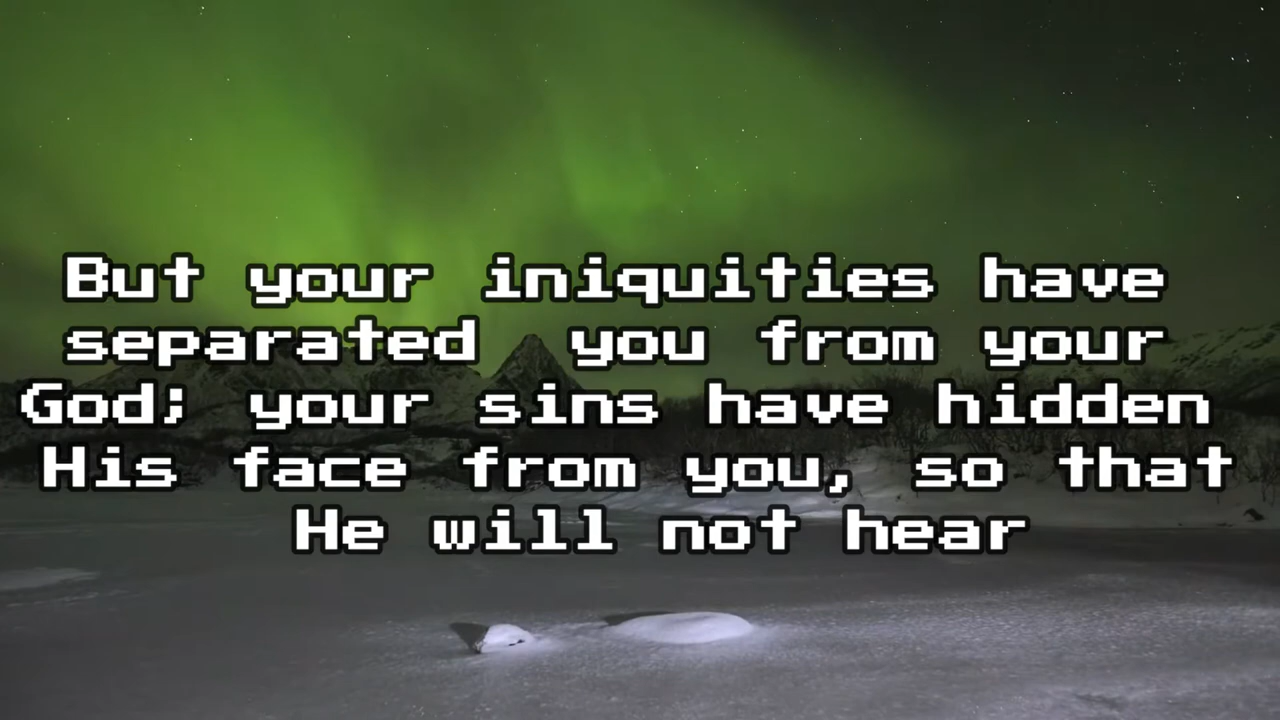 But your iniquities have
separated  you from your
God; your sins have hidden
His face from you, so that
He will not hear